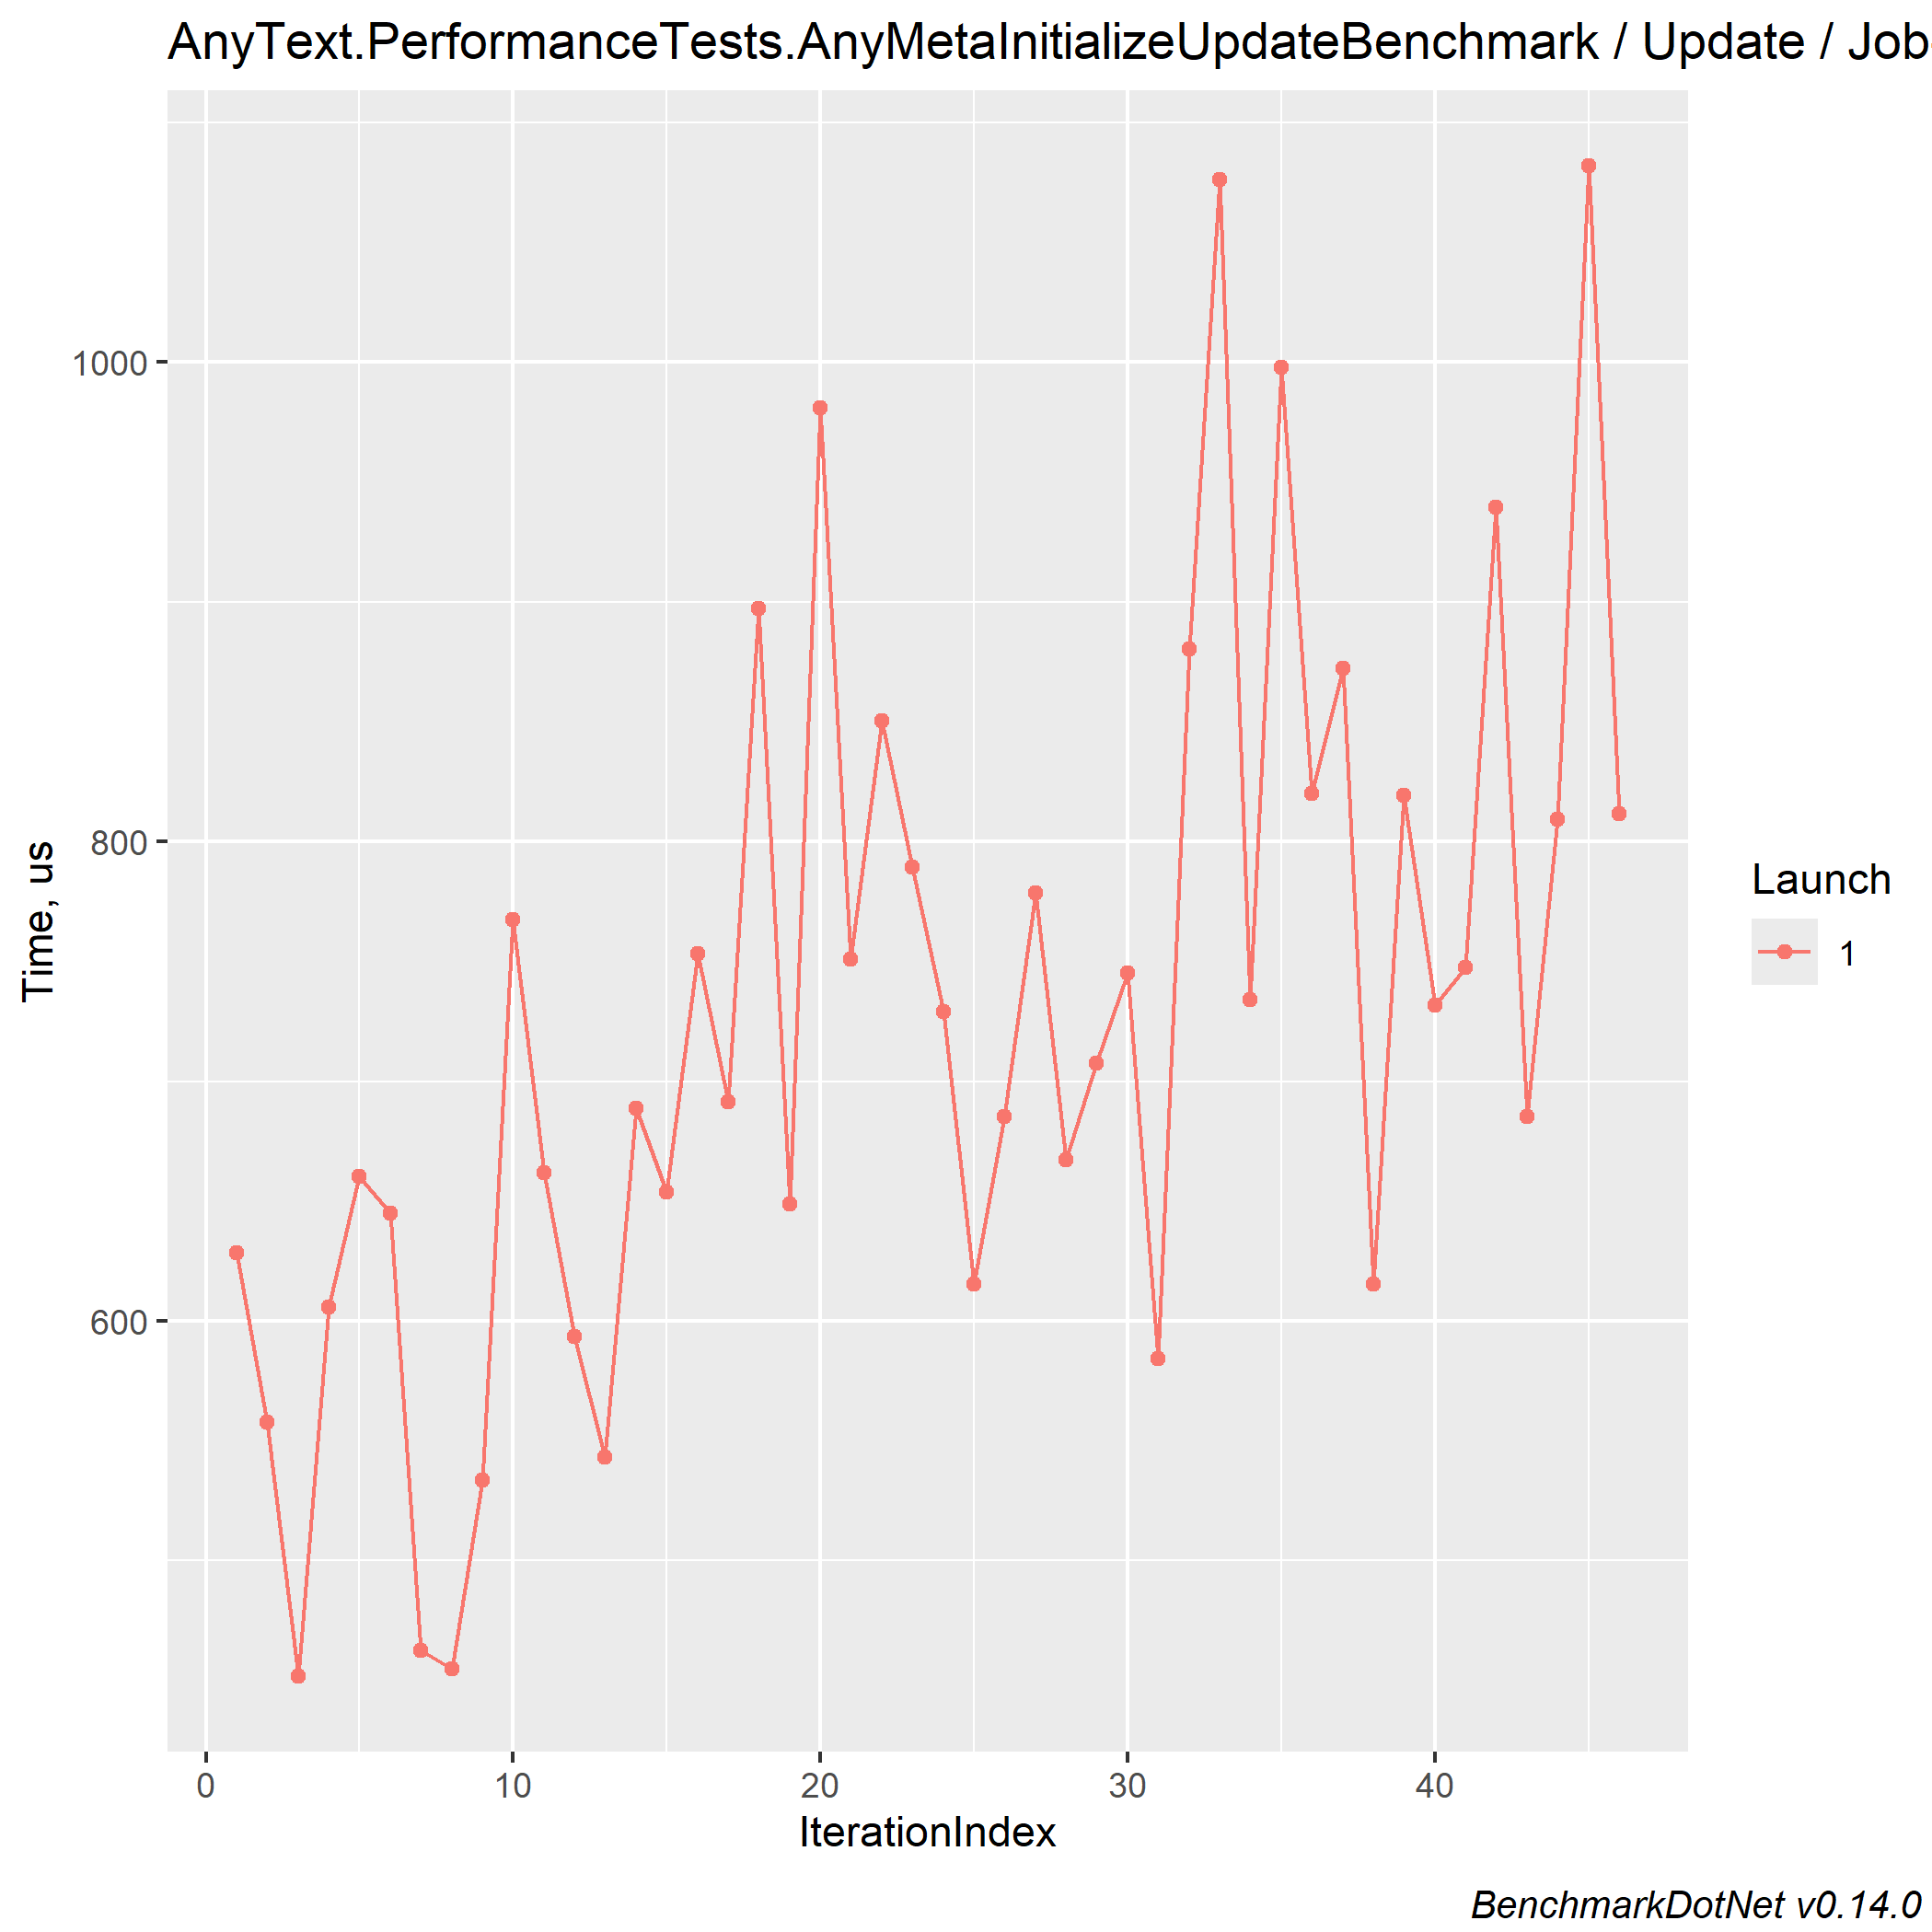 AnyText.PerformanceTests.AnyMetaInitializeUpdateBenchmark / Update / Job
1000
800
600
Time, us
0 10 20 30 40
IterationIndex
Launch
1
BenchmarkDotNet v0.14.0